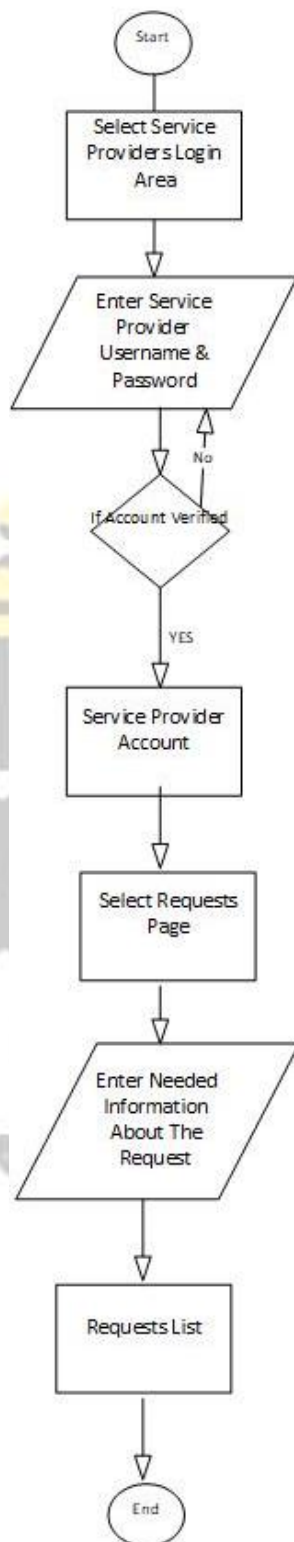 Start
Select Service
Providers Login
Area
Enter Service
Provider
Username &
Password
No
If Account Verified
YES
Service Provider
Account
Select Requests
Page
Enter Needed
Information
About The
Request
Requests List
End